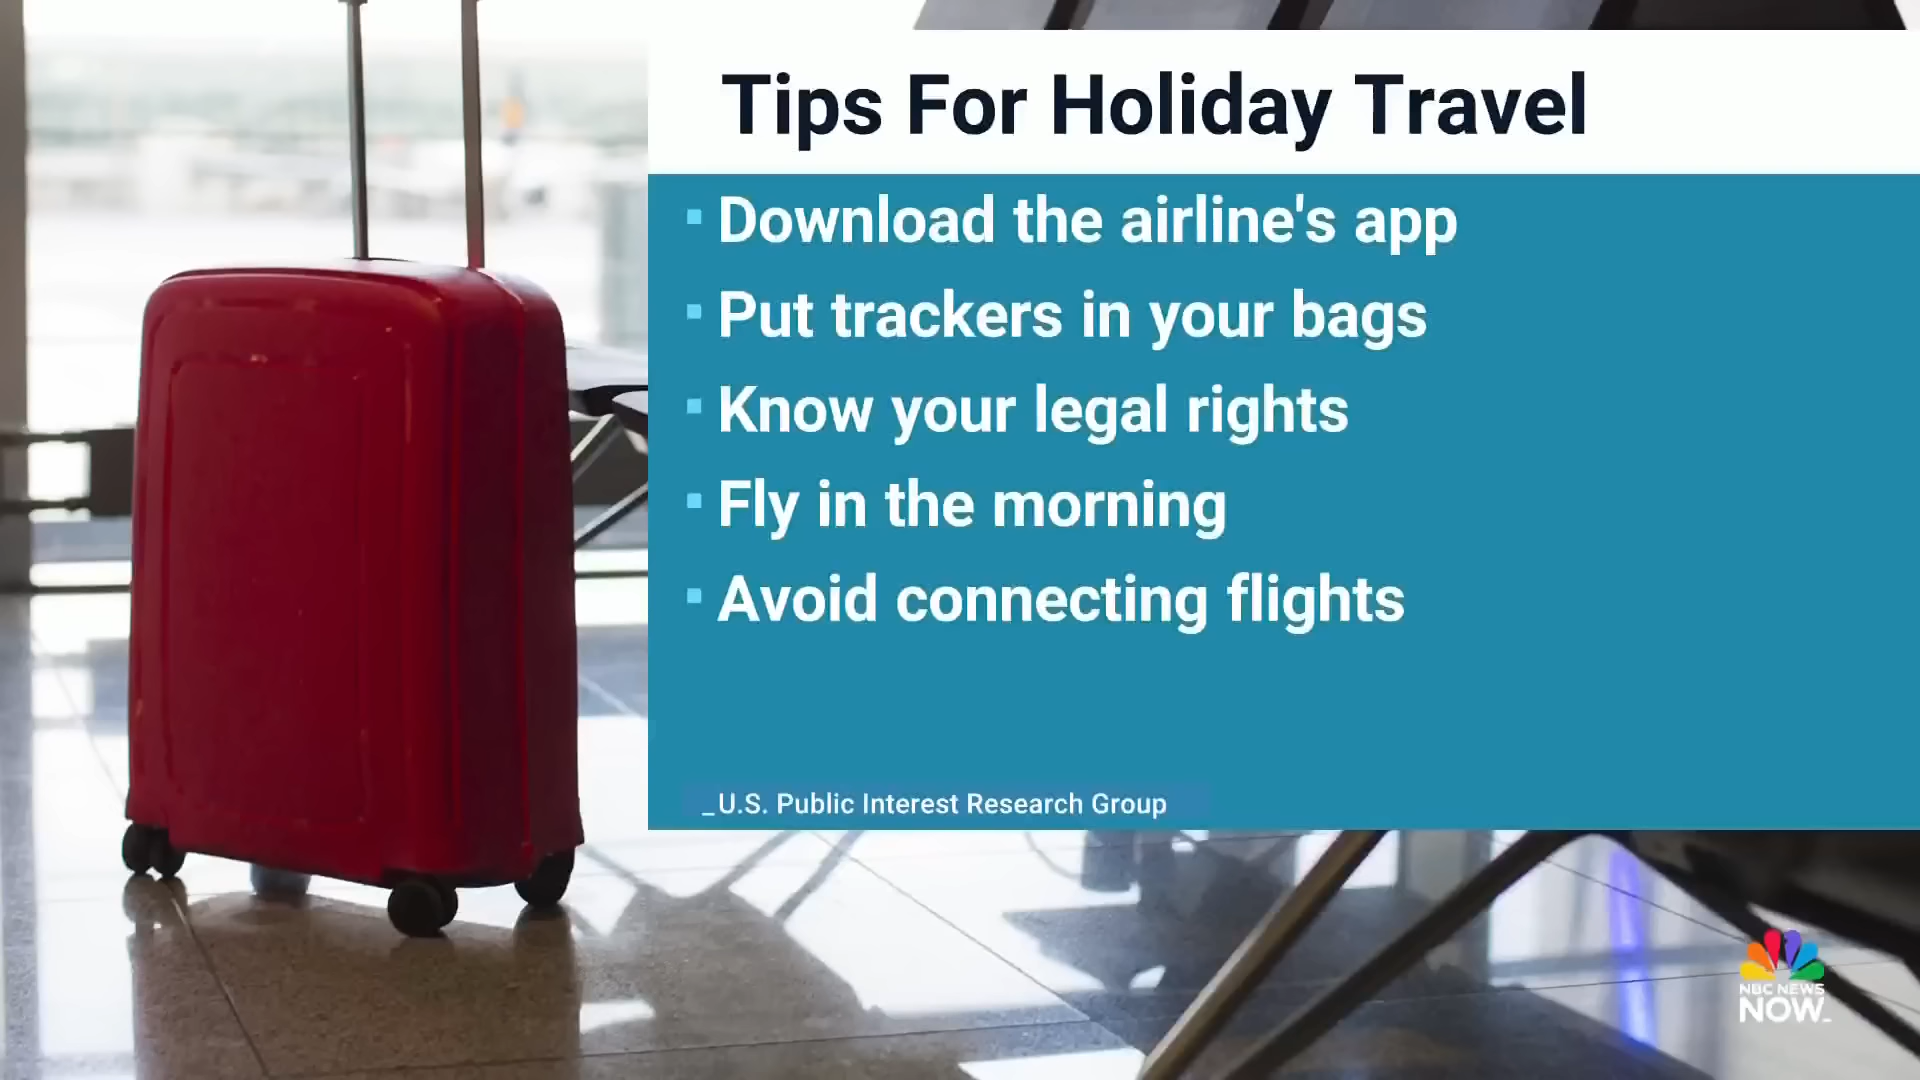 Tips For Holiday Travel
Download the airline's app
Put trackers in your bags
Know your legal rights
Fly in the morning
Avoid connecting flights
_U.S. Public Interest Research Group
NBC NEWS
NOW